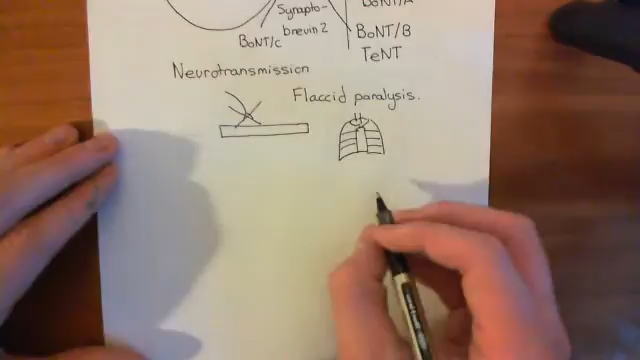 BoNT/A
Synapto-
brevin 2
BoNT/B
BoNT/C
TeNT
Neurotransmission
Flaccid paralysis.